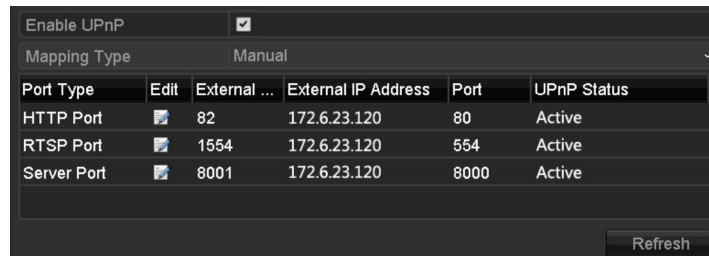 Enable UPnP
Mapping Type Manual
Port Type Edit External ... External IP Address Port UPnP Status
HTTP Port 82 172.6.23.120 80 Active
RTSP Port 1554 172.6.23.120 554 Active
Server Port 8001 172.6.23.120 8000 Active
Refresh